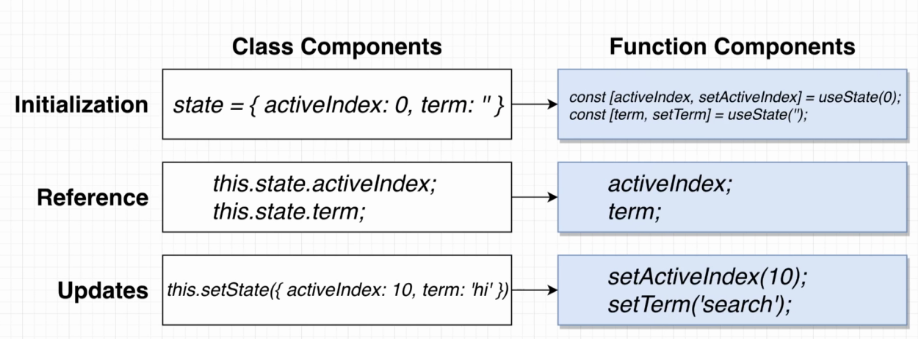 Class Components
Function Components
Initialization
state = { activeIndex: 0, term: '' }
const [activeIndex, setActiveIndex] = useState(0);
const [term, setTerm] = useState('');
Reference
this.state.activeIndex;
this.state.term;
activeIndex;
term;
Updates
this.setState({ activeIndex: 10, term: 'hi' })
setActiveIndex(10);
setTerm('search');